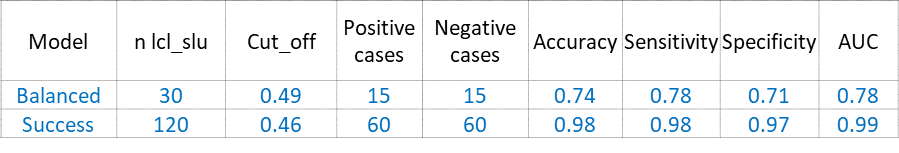 Model n lcl_slu Cut_off Positive cases Negative cases Accuracy Sensitivity Specificity AUC
Balanced 30 0.49 15 15 0.74 0.78 0.71 0.78
Success 120 0.46 60 60 0.98 0.98 0.97 0.99